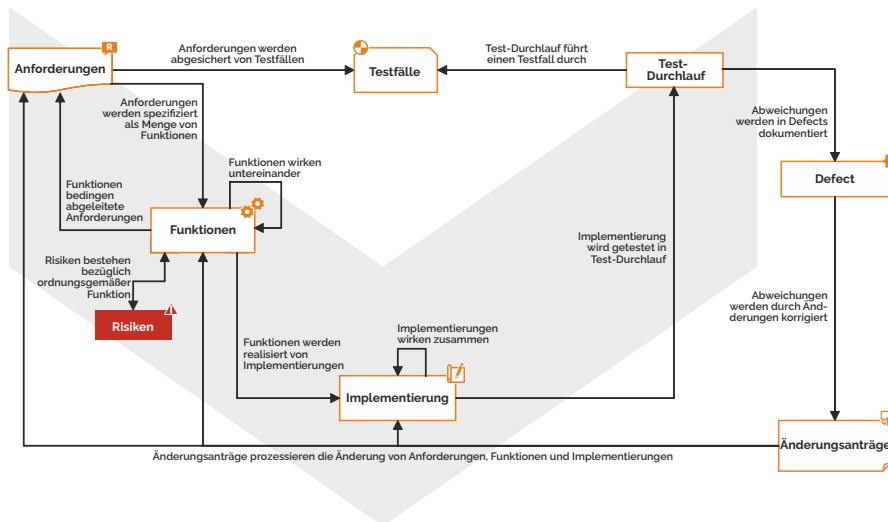 R
Anforderungen
Anforderungen werden
abgesichert von Testfällen
Testfälle
Test-Durchlauf führt
einen Testfall durch
Test-
Durchlauf
Anforderungen
werden spezifiziert
als Menge von
Funktionen
Abweichungen
werden in Defects
dokumentiert
Funktionen wirken
untereinander
Defect
Funktionen
bedingen
abgeleitete
Anforderungen
Funktionen
Implementierung
wird getestet in
Test-Durchlauf
Risiken bestehen
bezüglich
ordnungsgemäßer
Funktion
Abweichungen
werden durch Änd-
derungen korrigiert
Risiken
Implementierungen
wirken zusammen
Funktionen werden
realisiert von
Implementierungen
Implementierung
Änderungsanträge
Änderungsanträge prozessieren die Änderung von Anforderungen, Funktionen und Implementierungen